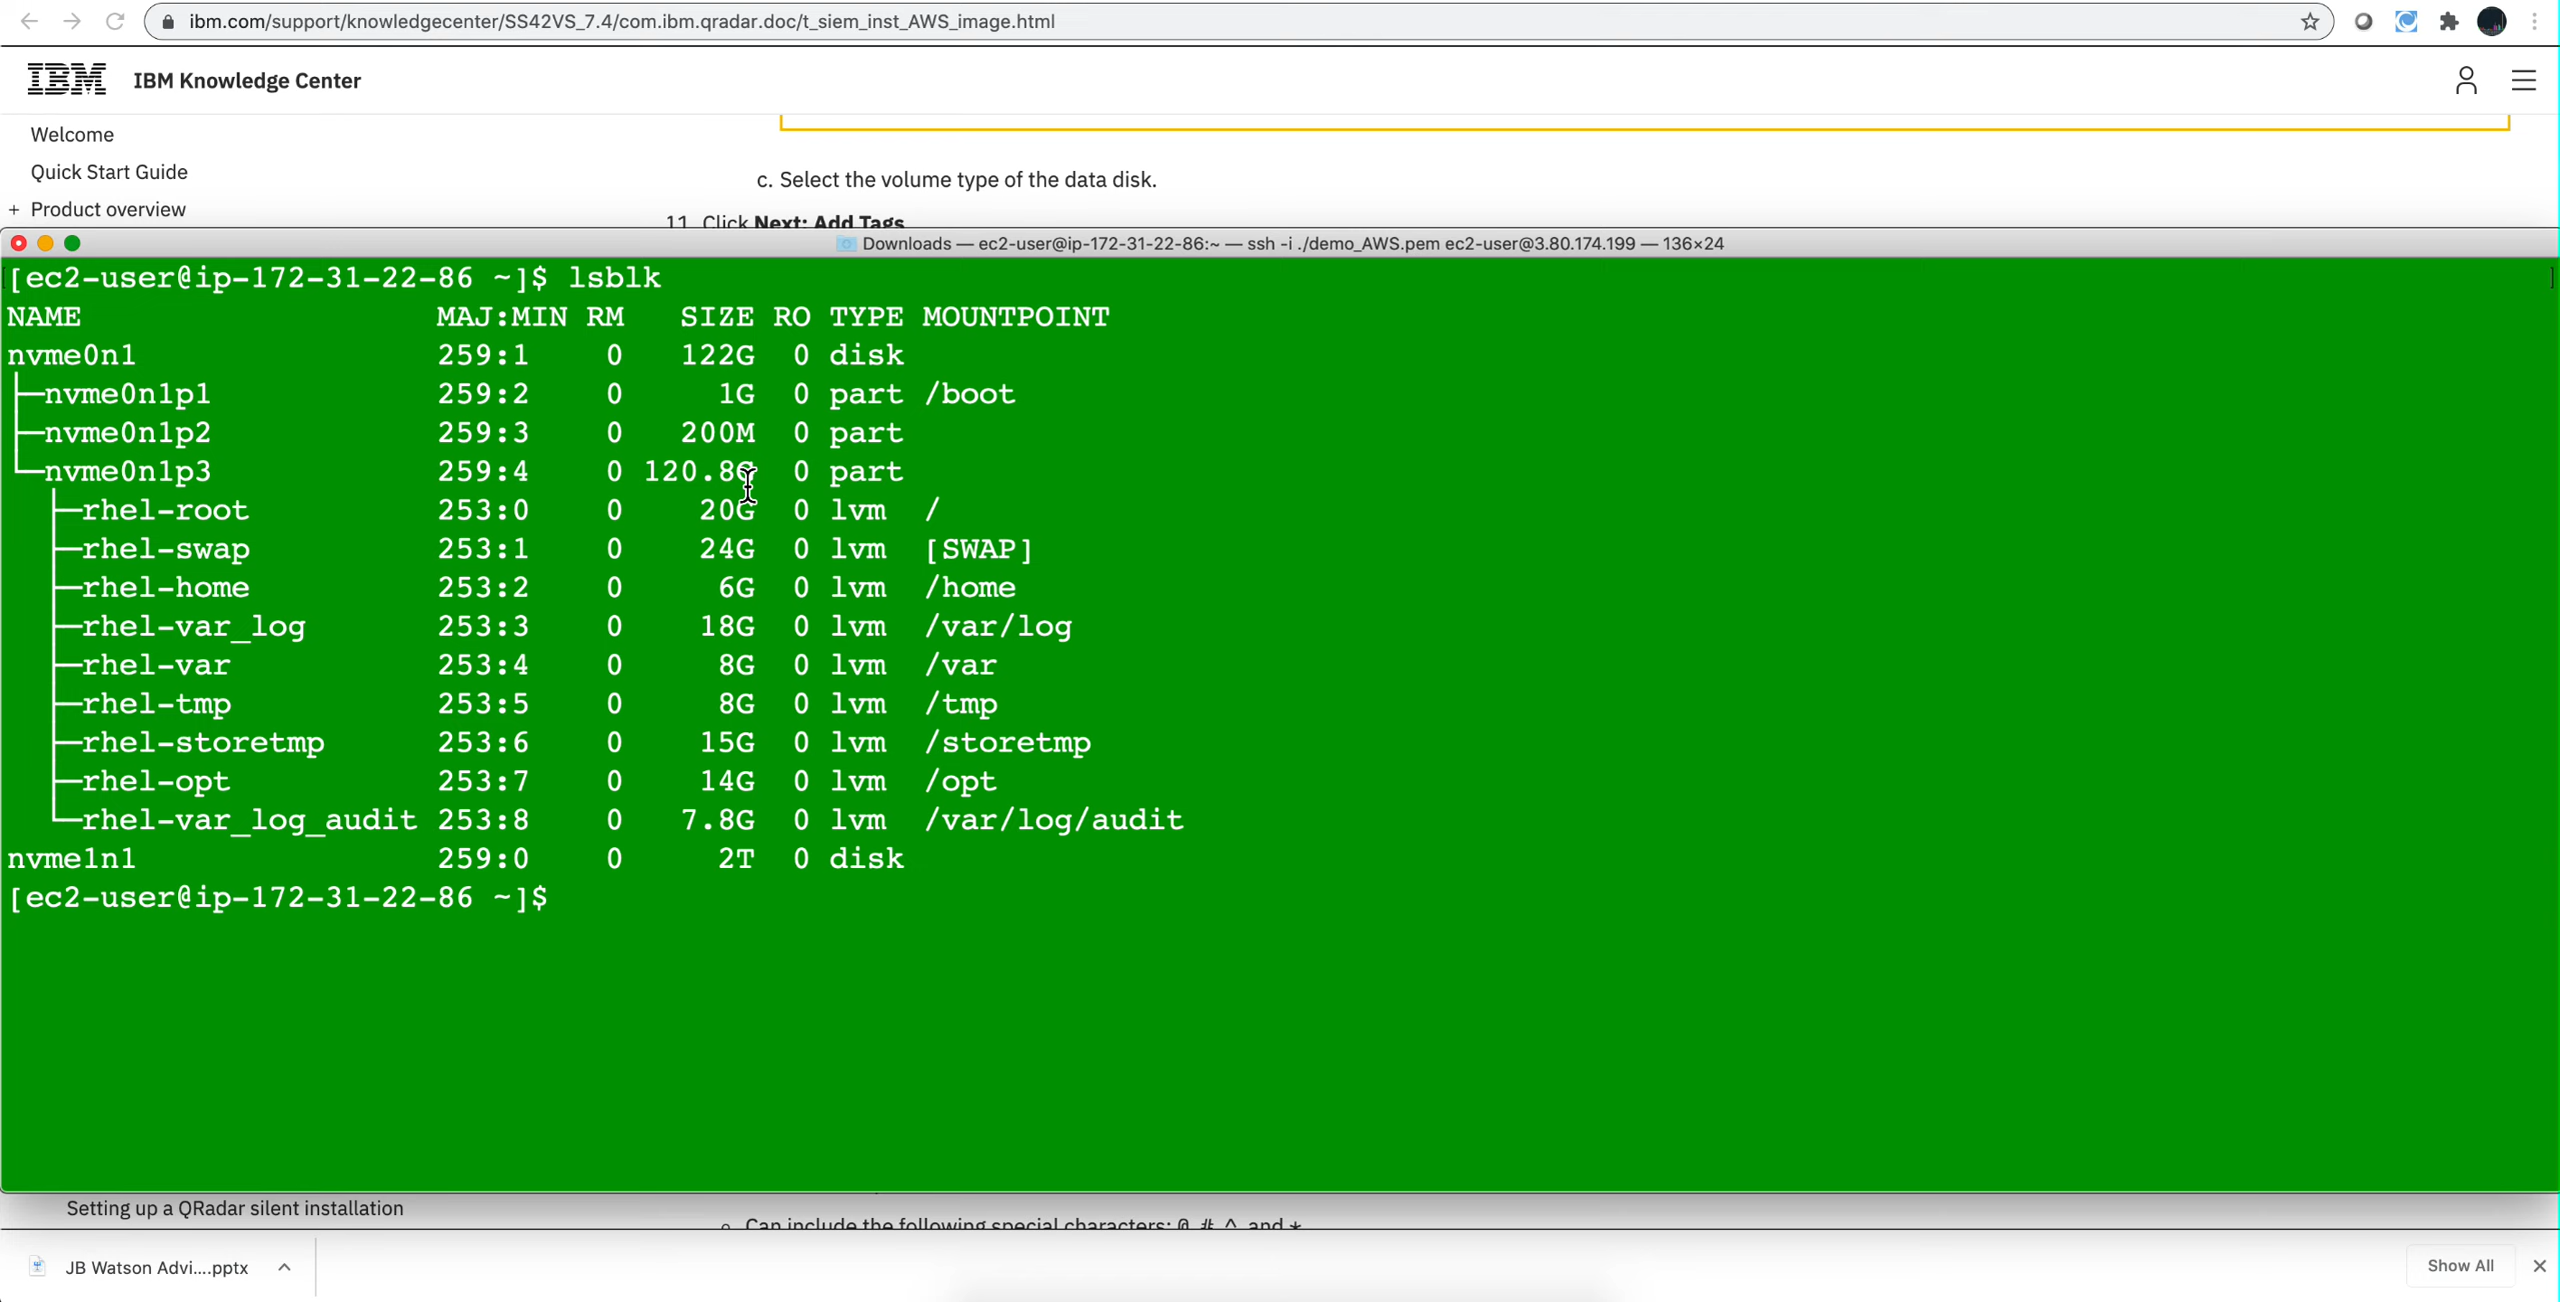 ibm.com/support/knowledgecenter/SS42VS_7.4/com.ibm.qradar.doc/t_siem_inst_AWS_image.html
IBM IBM Knowledge Center
Welcome
Quick Start Guide
+ Product overview
c. Select the volume type of the data disk.
11. Click Next: Add Tags
Downloads — ec2-user@ip-172-31-22-86:~ — ssh -i ./demo_AWS.pem ec2-user@3.80.174.199 — 136×24
[ec2-user@ip-172-31-22-86 ~]$ lsblk
NAME MAJ:MIN RM SIZE RO TYPE MOUNTPOINT
nvme0n1 259:1 0 122G 0 disk
├─nvme0n1p1 259:2 0 1G 0 part /boot
├─nvme0n1p2 259:3 0 200M 0 part
└─nvme0n1p3 259:4 0 120.8G 0 part
├─rhel-root 253:0 0 20G 0 lvm /
├─rhel-swap 253:1 0 24G 0 lvm [SWAP]
├─rhel-home 253:2 0 6G 0 lvm /home
├─rhel-var_log 253:3 0 18G 0 lvm /var/log
├─rhel-var 253:4 0 8G 0 lvm /var
├─rhel-tmp 253:5 0 8G 0 lvm /tmp
├─rhel-storetmp 253:6 0 15G 0 lvm /storetmp
├─rhel-opt 253:7 0 14G 0 lvm /opt
└─rhel-var_log_audit 253:8 0 7.8G 0 lvm /var/log/audit
nvme1n1 259:0 0 2T 0 disk
[ec2-user@ip-172-31-22-86 ~]$
Setting up a QRadar silent installation
Can include the following special characters: @, #, ^, and *.
JB Watson Advi....pptx
Show All